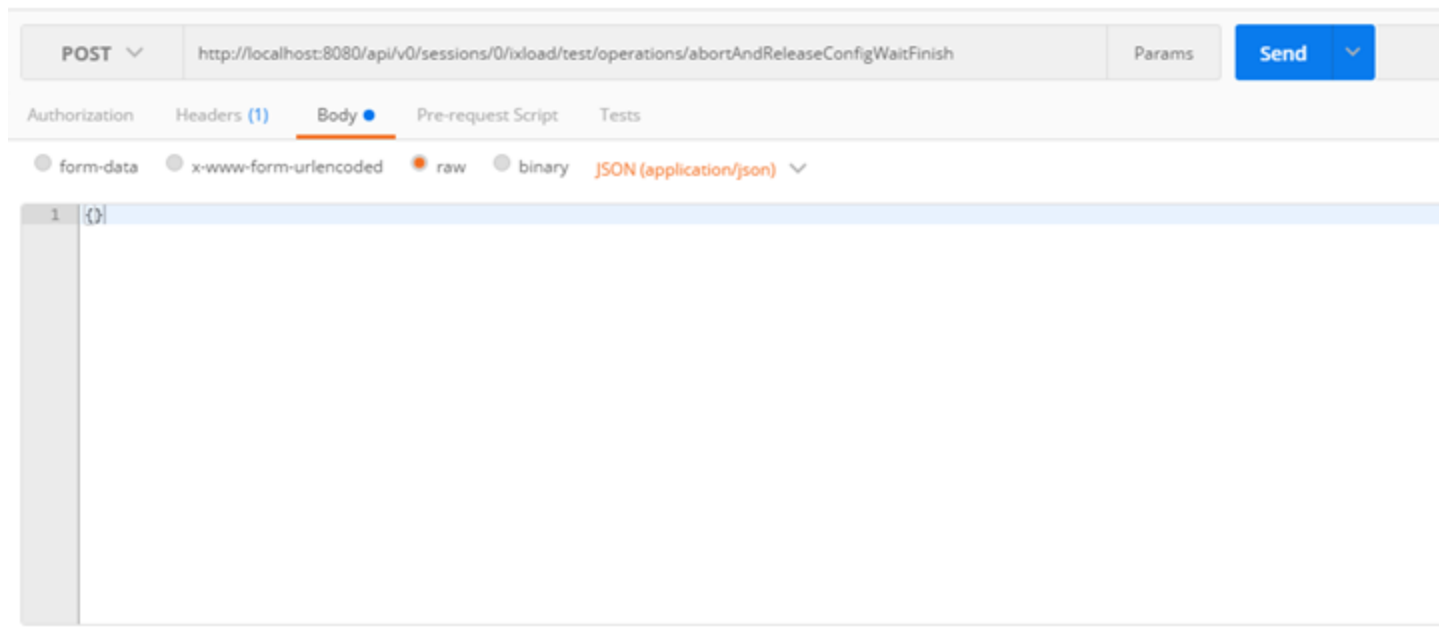 POST http://localhost:8080/api/v0/sessions/0/ixload/test/operations/abortAndReleaseConfigWaitFinish Params Send
Authorization Headers (1) Body Pre-request Script Tests
form-data x-www-form-urlencoded raw binary JSON (application/json)
1 {}